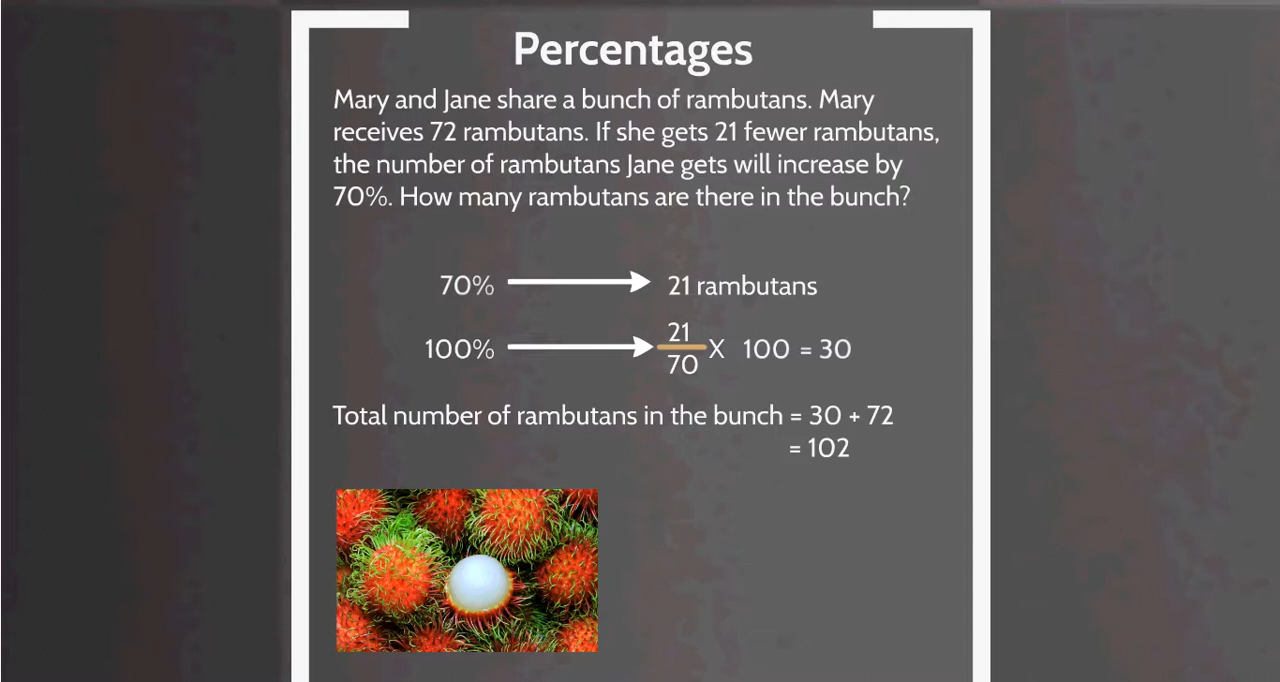 Percentages
Mary and Jane share a bunch of rambutans. Mary
receives 72 rambutans. If she gets 21 fewer rambutans,
the number of rambutans Jane gets will increase by
70%. How many rambutans are there in the bunch?
70% 21 rambutans
100% 21/70 X 100 = 30
Total number of rambutans in the bunch = 30 + 72
= 102